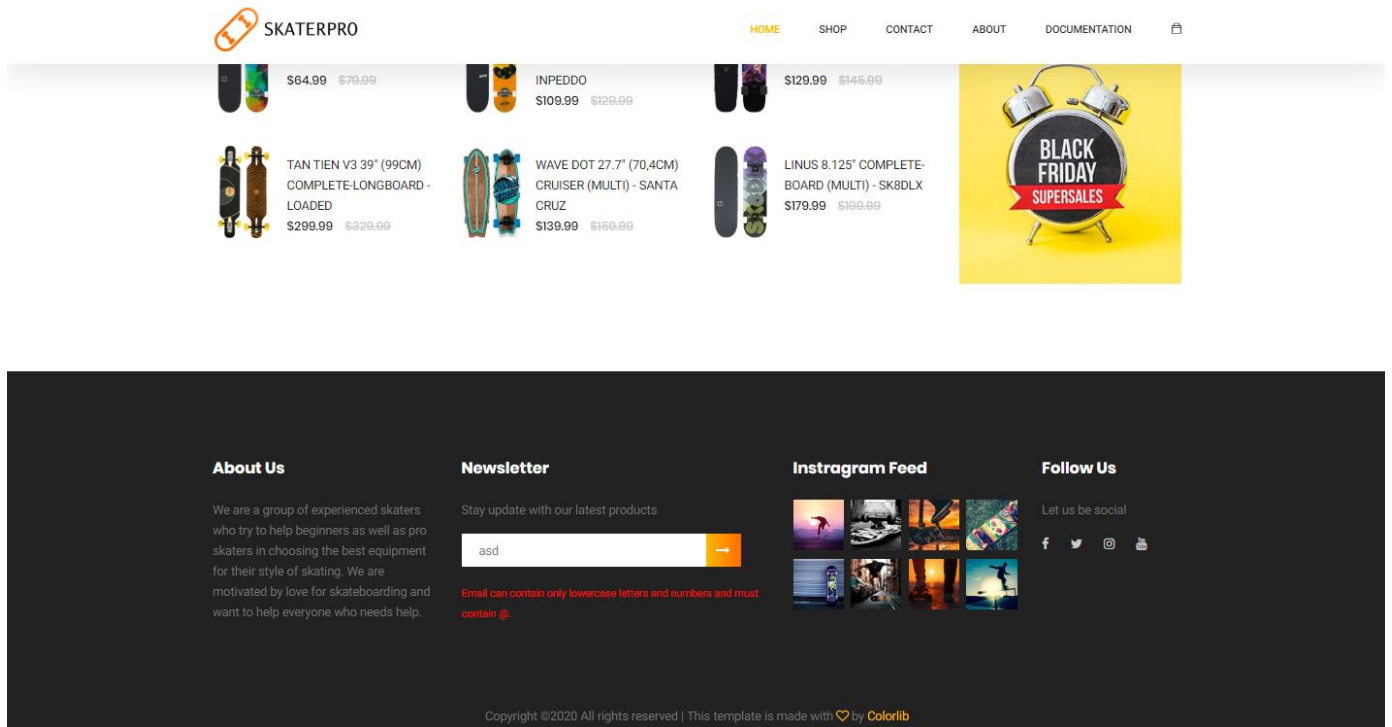 SKATERPRO
HOME SHOP CONTACT ABOUT DOCUMENTATION
$64.99 $79.99
INPEDDO
$109.99 $129.99
$129.99 $145.99
TAN TIEN V3 39" (99CM)
COMPLETE-LONGBOARD -
LOADED
$299.99 $329.99
WAVE DOT 27.7" (70,4CM)
CRUISER (MULTI) - SANTA
CRUZ
$139.99 $159.99
LINUS 8.125" COMPLETE-
BOARD (MULTI) - SK8DLX
$179.99 $199.99
BLACK
FRIDAY
SUPERSALES
About Us
We are a group of experienced skaters
who try to help beginners as well as pro
skaters in choosing the best equipment
for their style of skating. We are
motivated by love for skateboarding and
want to help everyone who needs help.
Newsletter
Stay update with our latest products
asd
Email can contain only lowercase letters and numbers and must
contain @.
Instragram Feed
Follow Us
Let us be social
Copyright ©2020 All rights reserved | This template is made with ♡ by Colorlib